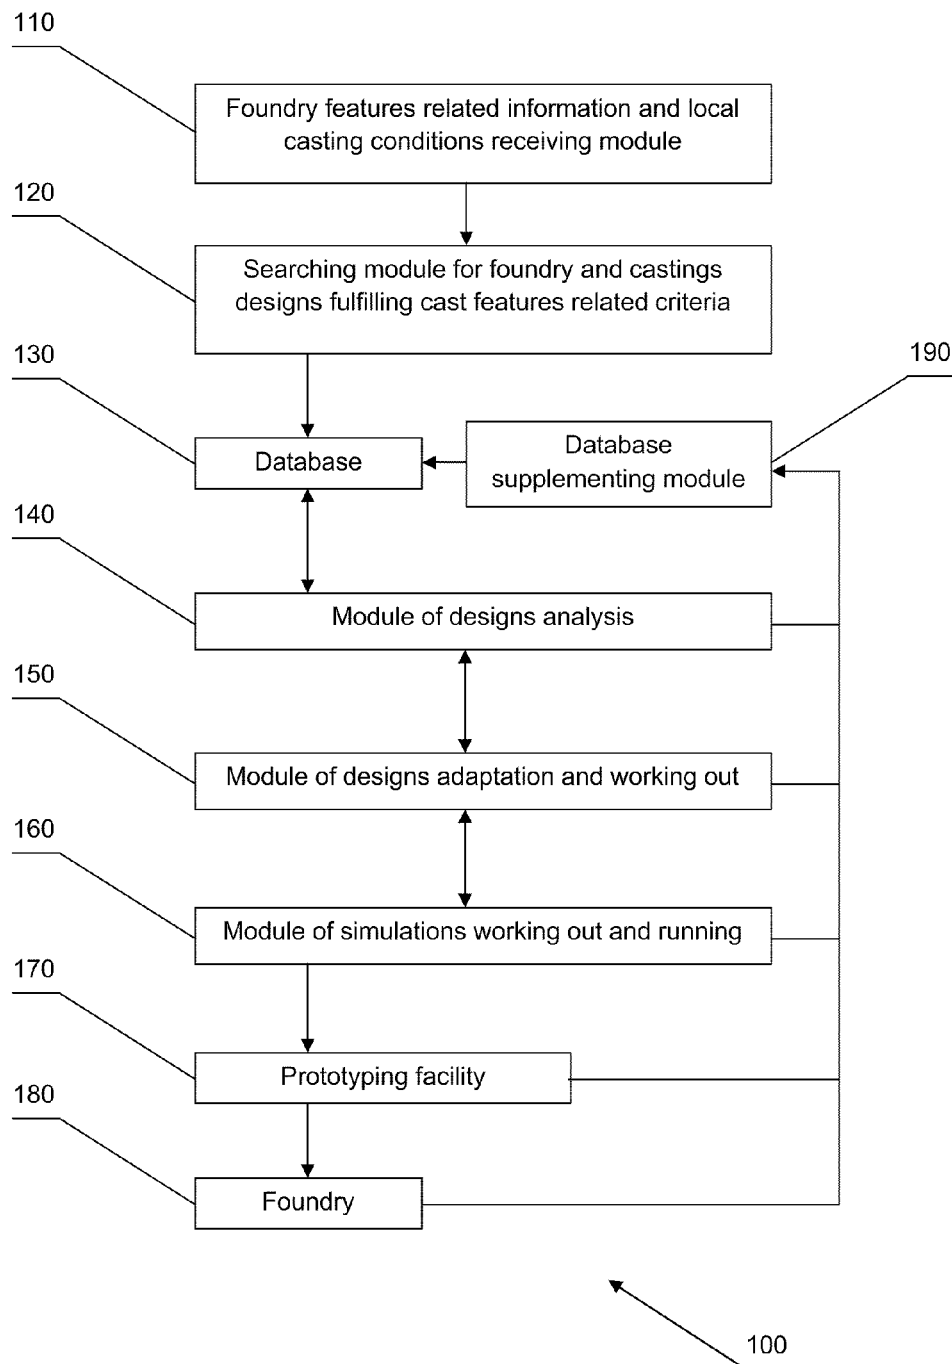 110
Foundry features related information and local
casting conditions receiving module
120
Searching module for foundry and castings
designs fulfilling cast features related criteria
130
190
Database
Database
supplementing module
140
Module of designs analysis
150
Module of designs adaptation and working out
160
Module of simulations working out and running
170
Prototyping facility
180
Foundry
100